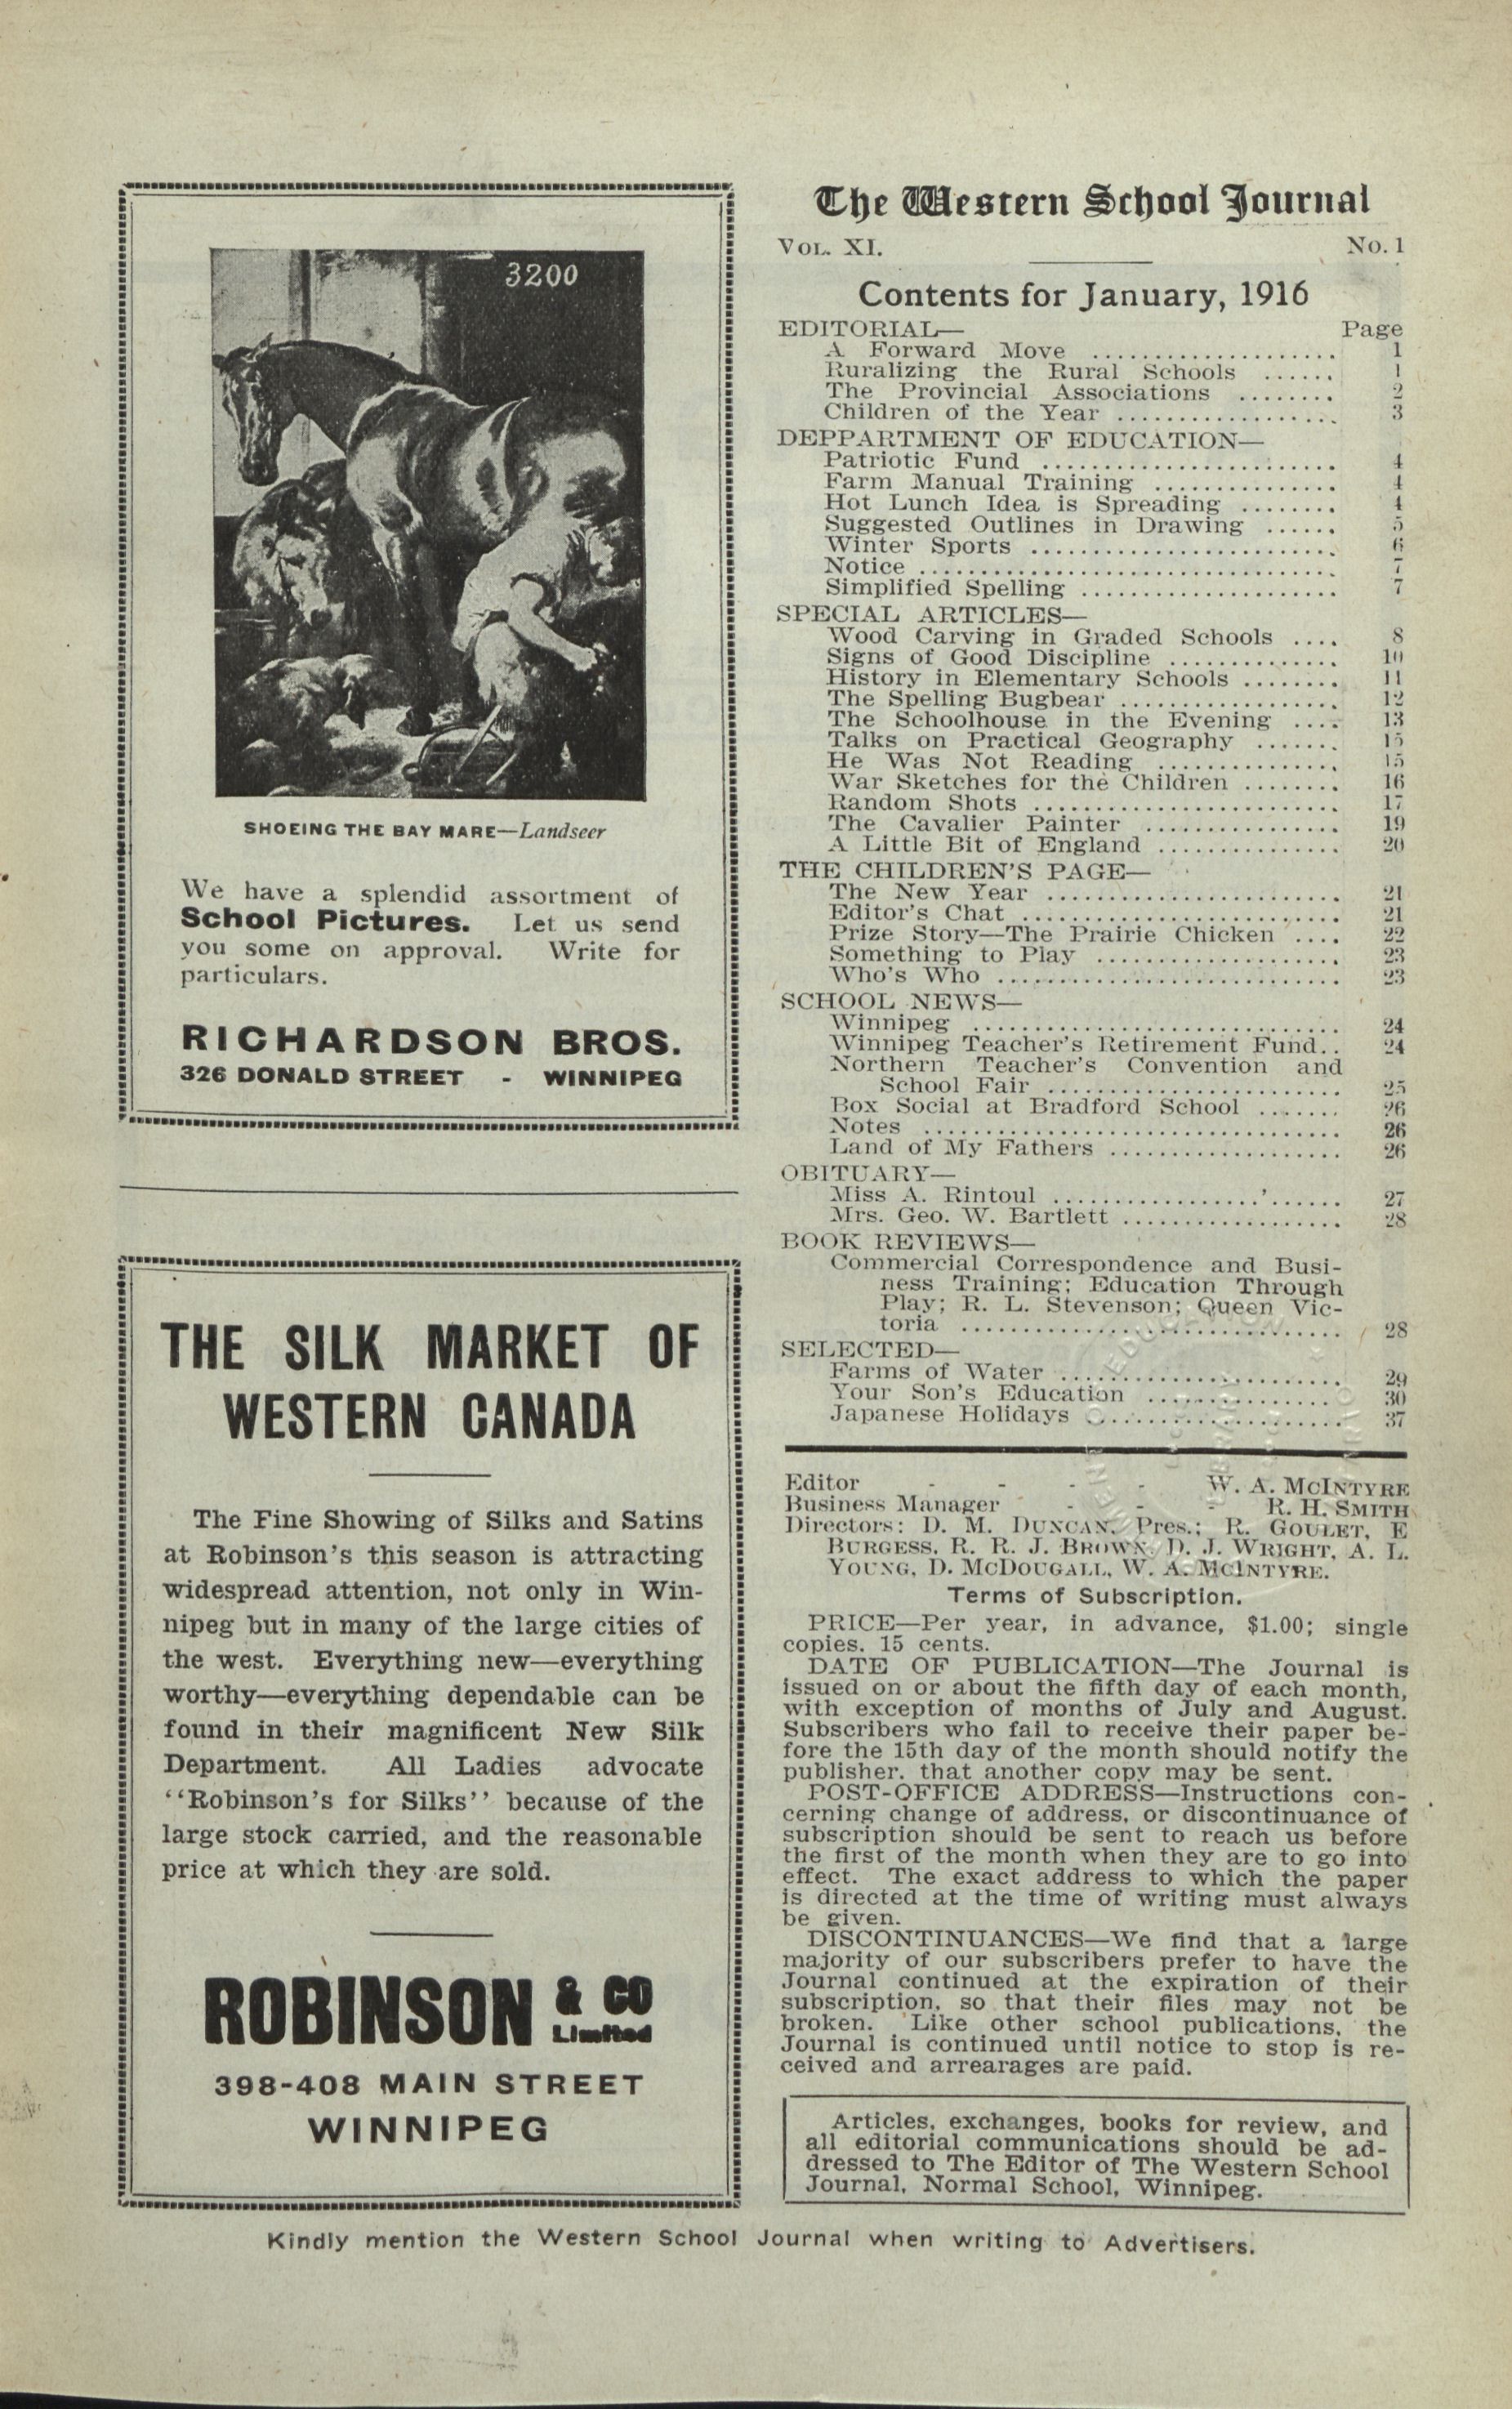 3200
SHOEING THE BAY MARE—Landseer
We have a splendid assortment of
School Pictures. Let us send
you some on approval. Write for
particulars.
RICHARDSON BROS.
326 DONALD STREET - WINNIPEG
THE SILK MARKET OF
WESTERN CANADA
The Fine Showing of Silks and Satins
at Robinson's this season is attracting
widespread attention, not only in Win-
nipeg but in many of the large cities of
the west. Everything new—everything
worthy—everything dependable can be
found in their magnificent New Silk
Department. All Ladies advocate
''Robinson's for Silks'' because of the
large stock carried, and the reasonable
price at which they are sold.
ROBINSON & CO
Limited
398-408 MAIN STREET
WINNIPEG
The Western School Journal
VOL. XI. No. 1
Contents for January, 1916
EDITORIAL— Page
A Forward Move .................... 1
Ruralizing the Rural Schools ...... 1
The Provincial Associations ........ 2
Children of the Year .................. 3
DEPPARTMENT OF EDUCATION—
Patriotic Fund ........................ 4
Farm Manual Training ............... 4
Hot Lunch Idea is Spreading ........ 4
Suggested Outlines in Drawing ...... 5
Winter Sports ......................... 6
Notice .................................. 7
Simplified Spelling ..................... 7
SPECIAL ARTICLES—
Wood Carving in Graded Schools .... 8
Signs of Good Discipline .............. 10
History in Elementary Schools ........ 11
The Spelling Bugbear .................. 12
The Schoolhouse in the Evening .... 13
Talks on Practical Geography ....... 15
He Was Not Reading ............... 15
War Sketches for the Children ........ 16
Random Shots ......................... 17
The Cavalier Painter ................ 19
A Little Bit of England ............... 20
THE CHILDREN'S PAGE—
The New Year ........................ 21
Editor's Chat .......................... 21
Prize Story—The Prairie Chicken .... 22
Something to Play .................... 23
Who's Who ............................ 23
SCHOOL NEWS—
Winnipeg .............................. 24
Winnipeg Teacher's Retirement Fund.. 24
Northern Teacher's Convention and
School Fair ........................ 25
Box Social at Bradford School ....... 26
Notes .................................. 26
Land of My Fathers ................... 26
OBITUARY—
Miss A. Rintoul ....................... 27
Mrs. Geo. W. Bartlett .................. 28
BOOK REVIEWS—
Commercial Correspondence and Busi-
ness Training; Education Through
Play; R. L. Stevenson; Queen Vic-
toria ............................... 28
SELECTED—
Farms of Water ....................... 29
Your Son's Education ............... 30
Japanese Holidays ..................... 37
Editor - - - - W. A. MCINTYRE
Business Manager - - - R. H. SMITH
Directors: D. M. DUNCAN, Pres.; R. GOULET, E
BURGESS, R. R. J. BROWN, D. J. WRIGHT, A. L.
YOUNG, D. MCDOUGALL, W. A. MCINTYRE.
Terms of Subscription.
PRICE—Per year, in advance, $1.00; single
copies. 15 cents.
DATE OF PUBLICATION—The Journal is
issued on or about the fifth day of each month,
with exception of months of July and August.
Subscribers who fail to receive their paper be-
fore the 15th day of the month should notify the
publisher. that another copy may be sent.
POST-OFFICE ADDRESS—Instructions con-
cerning change of address, or discontinuance of
subscription should be sent to reach us before
the first of the month when they are to go into
effect. The exact address to which the paper
is directed at the time of writing must always
be given.
DISCONTINUANCES—We find that a large
majority of our subscribers prefer to have the
Journal continued at the expiration of their
subscription, so that their files may not be
broken. Like other school publications, the
Journal is continued until notice to stop is re-
ceived and arrearages are paid.
Articles, exchanges, books for review, and
all editorial communications should be ad-
dressed to The Editor of The Western School
Journal, Normal School, Winnipeg.
Kindly mention the Western School Journal when writing to Advertisers.